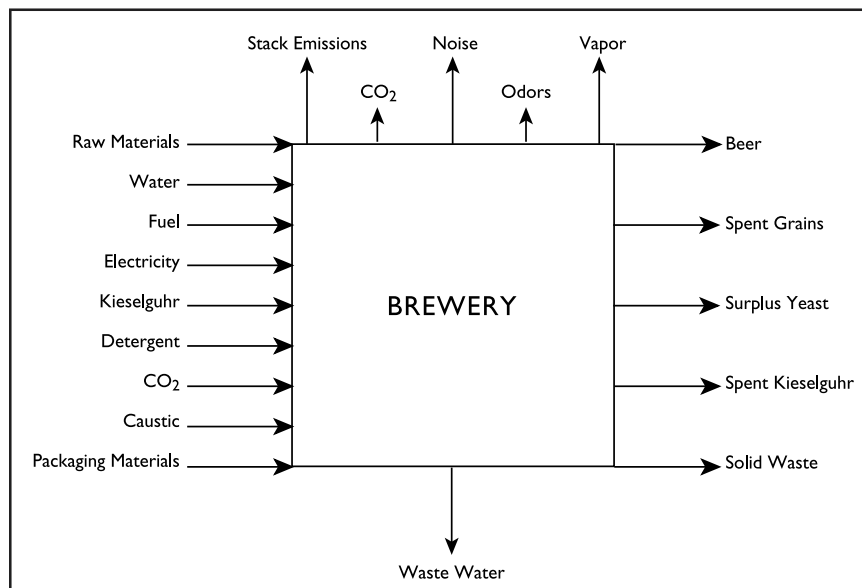 Stack Emissions
Noise
Vapor
CO₂
Odors
Raw Materials
Water
Fuel
Electricity
Kieselguhr
Detergent
CO₂
Caustic
Packaging Materials
BREWERY
Beer
Spent Grains
Surplus Yeast
Spent Kieselguhr
Solid Waste
Waste Water